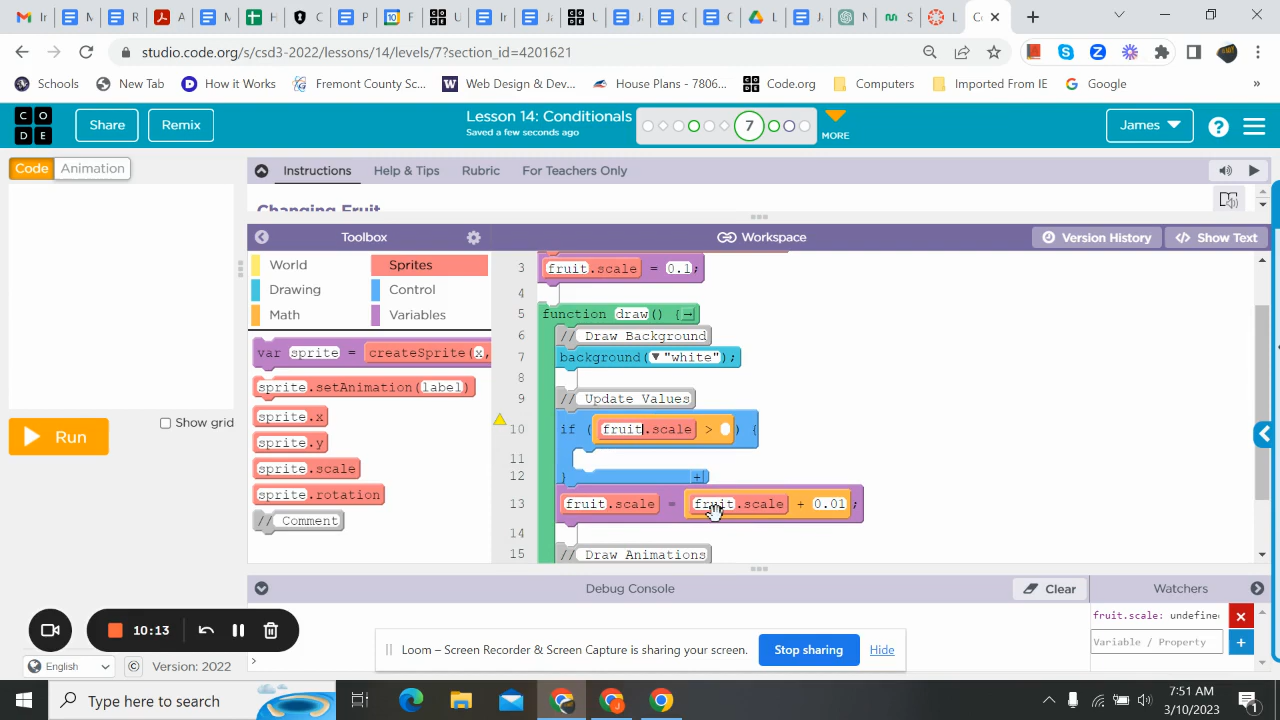 Ir
M
P
A
M
M
H
C
P
F
U
Ir
J
U
J
C
C
L
J
N
S
L
C
studio.code.org/s/csd3-2022/lessons/14/levels/7?section_id=4201621
Schools
New Tab
How it Works
Fremont County Sc...
Web Design & Dev...
House Plans - 7806...
Code.org
Computers
Imported From IE
Google
»
C O D E
Share
Remix
Lesson 14: Conditionals
Saved a few seconds ago
7
MORE
James
?
Code
Animation
Instructions
Help & Tips
Rubric
For Teachers Only
Changing Fruit
Toolbox
Workspace
Version History
</> Show Text
World
Sprites
Drawing
Control
Math
Variables
var sprite = createSprite(x,
sprite.setAnimation(label)
sprite.x
sprite.y
sprite.scale
sprite.rotation
// Comment
3 fruit.scale = 0.1;
4
5 function draw() {
6 // Draw Background
7 background("white");
8
9 // Update Values
10 if (fruit.scale > ) {
11
12 }
13 fruit.scale = fruit.scale + 0.01;
14
15 // Draw Animations
Run
Show grid
Debug Console
Clear
Watchers
fruit.scale: undefine
Variable / Property
>
10:13
Loom – Screen Recorder & Screen Capture is sharing your screen.
Stop sharing
Hide
English
©
Version: 2022
Type here to search
7:51 AM
3/10/2023
1